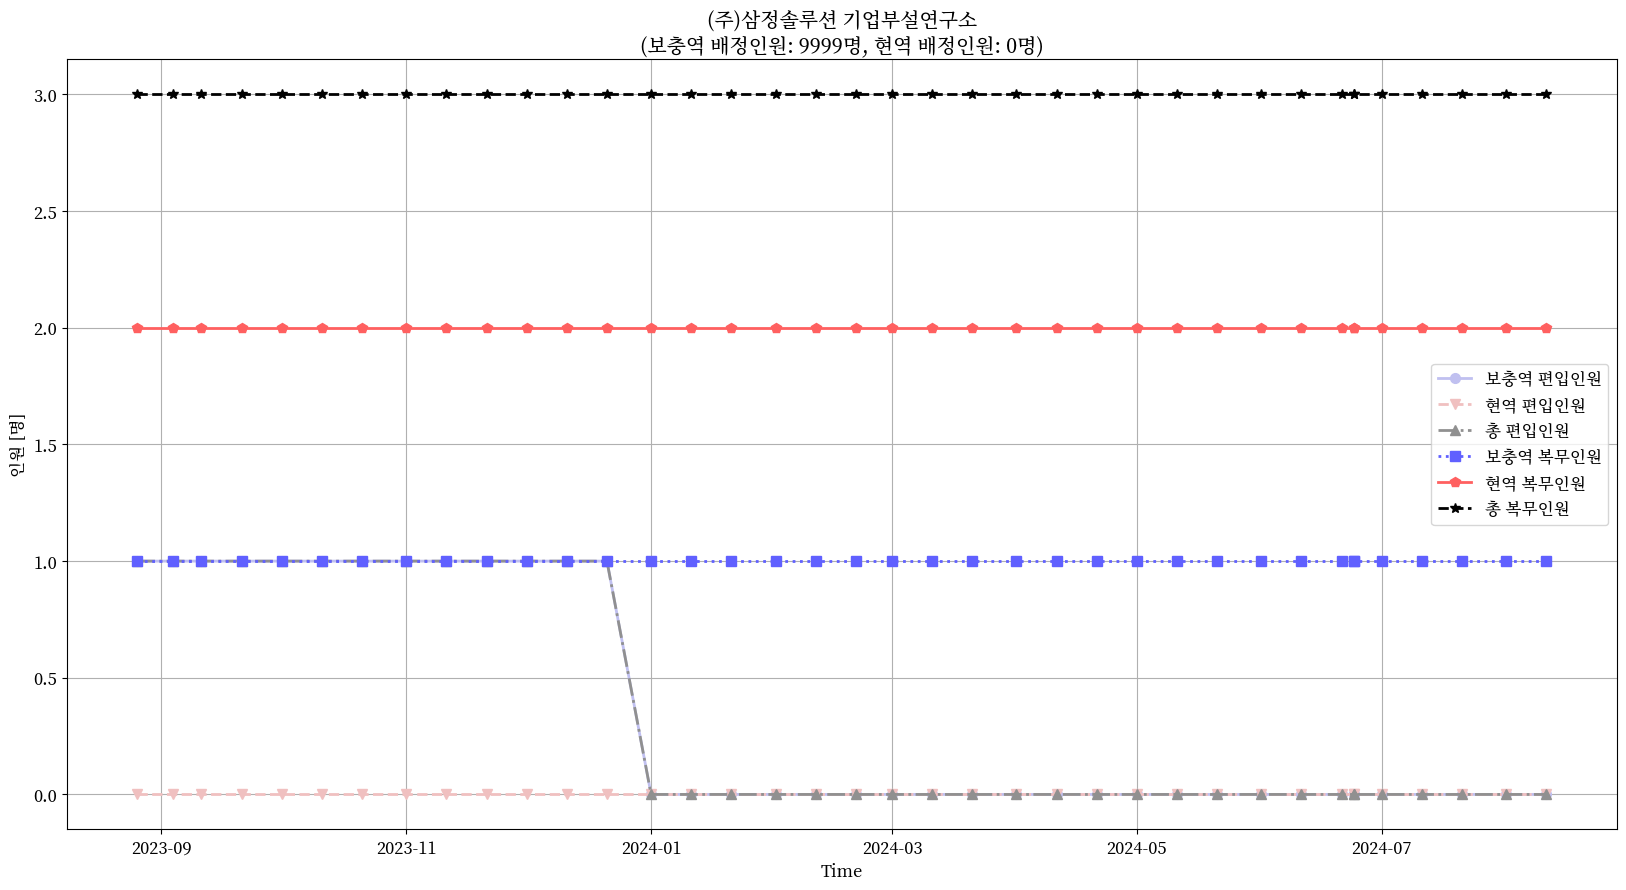 (주)삼정솔루션 기업부설연구소
(보충역 배정인원: 9999명, 현역 배정인원: 0명)
3.0
2.5
2.0
1.5
1.0
0.5
0.0
인원 [명]
보충역 편입인원
현역 편입인원
총 편입인원
보충역 복무인원
현역 복무인원
총 복무인원
2023-09 2023-11 2024-01 2024-03 2024-05 2024-07
Time